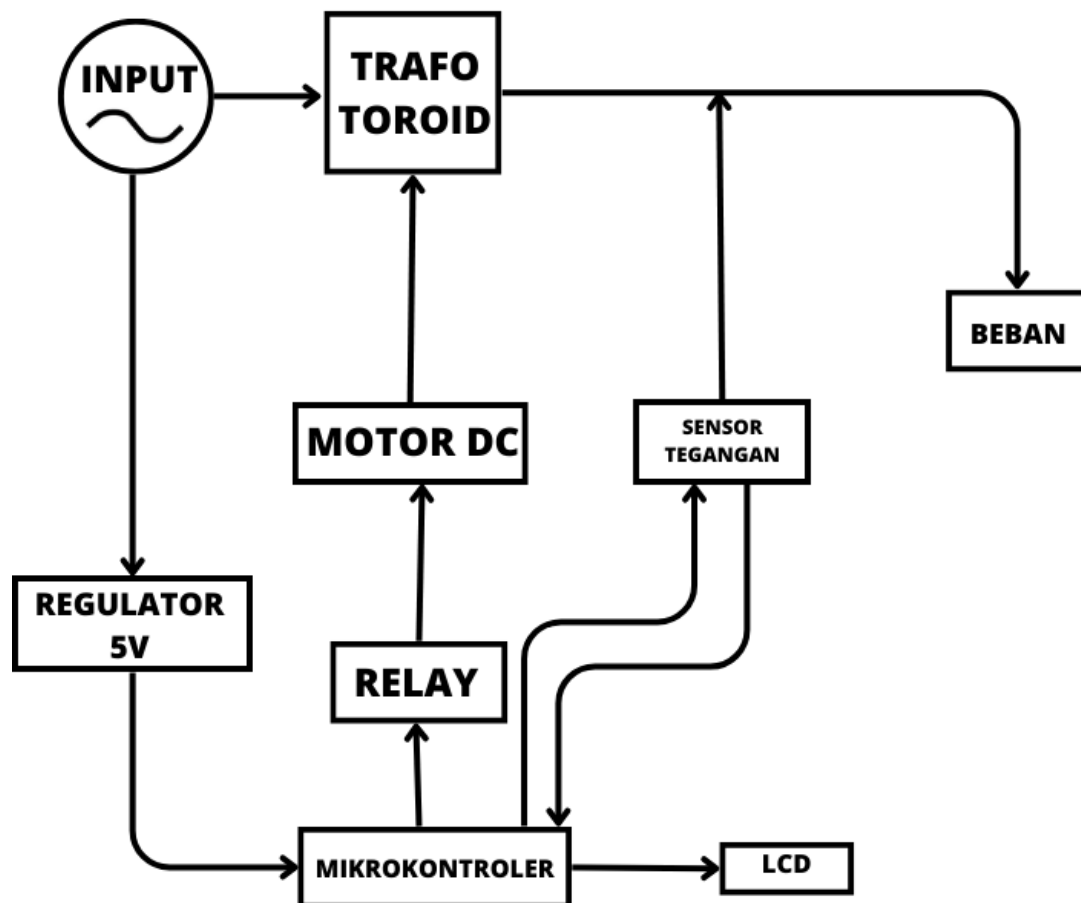 INPUT
TRAFO
TOROID
BEBAN
MOTOR DC
SENSOR
TEGANGAN
REGULATOR
5V
RELAY
MIKROKONTROLER
LCD